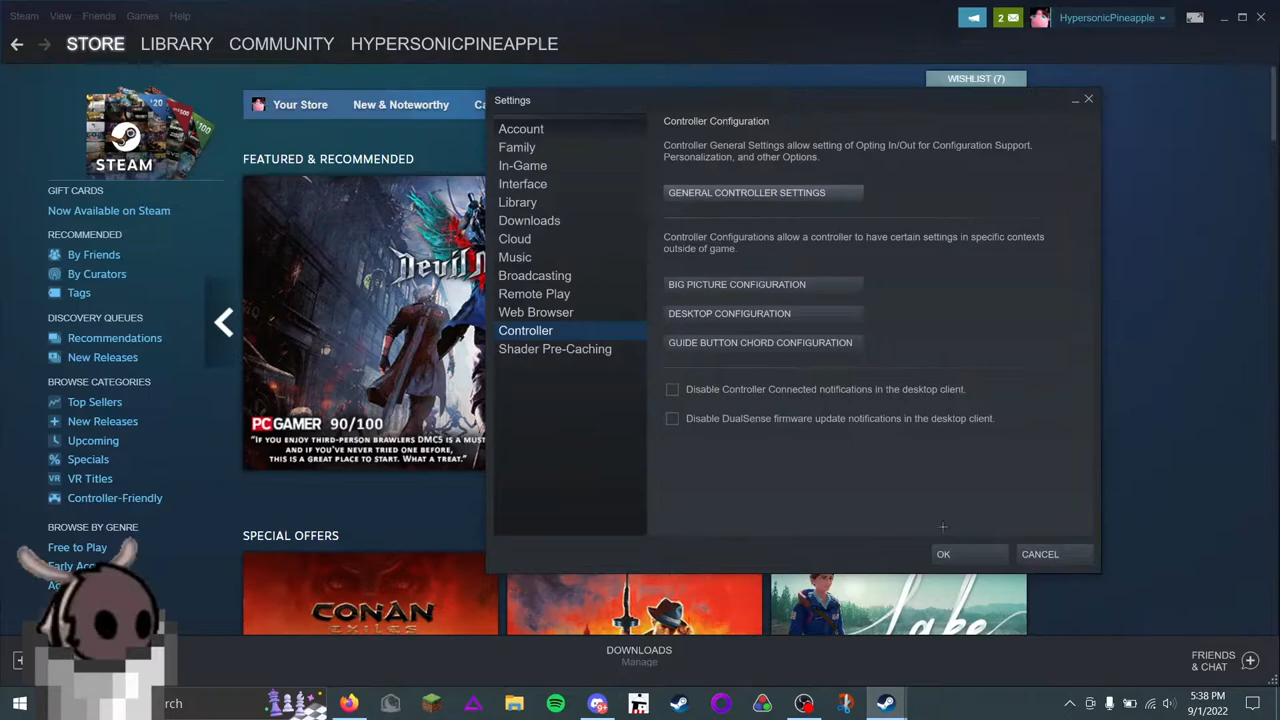 Steam View Friends Games Help
2 HypersonicPineapple
STORE LIBRARY COMMUNITY HYPERSONICPINEAPPLE
WISHLIST (7)
Your Store New & Noteworthy
STEAM
GIFT CARDS
Now Available on Steam
RECOMMENDED
By Friends
By Curators
Tags
DISCOVERY QUEUES
Recommendations
New Releases
BROWSE CATEGORIES
Top Sellers
New Releases
Upcoming
Specials
VR VR Titles
Controller-Friendly
BROWSE BY GENRE
Free to Play
FEATURED & RECOMMENDED
PC GAMER 90/100
"IF YOU ENJOY THIRD-PERSON BRAWLERS DMC5 IS A MUS
AND IF YOU'VE NEVER TRIED ONE BEFORE,
THIS IS A GREAT PLACE TO START. WHAT A TREAT."
SPECIAL OFFERS
CONAN
EXILES
Lake
Settings
Account
Family
In-Game
Interface
Library
Downloads
Cloud
Music
Broadcasting
Remote Play
Web Browser
Controller
Shader Pre-Caching
Controller Configuration
Controller General Settings allow setting of Opting In/Out for Configuration Support,
Personalization, and other Options.
GENERAL CONTROLLER SETTINGS
Controller Configurations allow a controller to have certain settings in specific contexts
outside of game.
BIG PICTURE CONFIGURATION
DESKTOP CONFIGURATION
GUIDE BUTTON CHORD CONFIGURATION
Disable Controller Connected notifications in the desktop client.
Disable DualSense firmware update notifications in the desktop client.
OK CANCEL
DOWNLOADS
Manage
FRIENDS
& CHAT
5:38 PM
9/1/2022